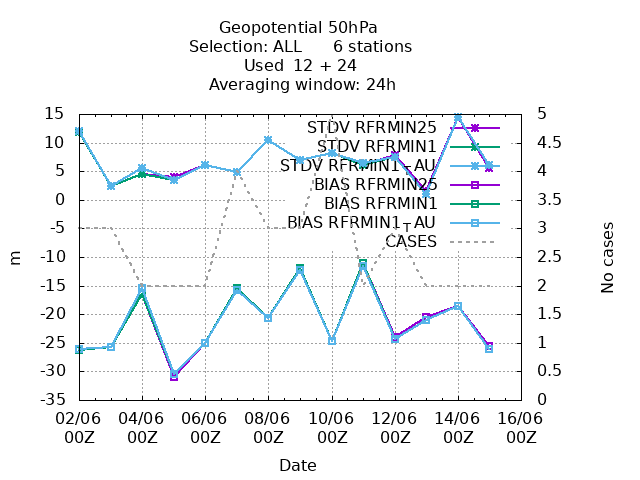 Geopotential 50hPa
Selection: ALL 6 stations
Used 12 + 24
Averaging window: 24h
15
10
5
0
-5
-10
-15
-20
-25
-30
-35
m
STDV RFRMIN25
STDV RFRMIN1
STDV RFRMIN1-AU
BIAS RFRMIN25
BIAS RFRMIN1
BIAS RFRMIN1-AU
CASES
5
4.5
4
3.5
3
2.5
2
1.5
1
0.5
0
No cases
02/06 04/06 06/06 08/06 10/06 12/06 14/06 16/06
00Z 00Z 00Z 00Z 00Z 00Z 00Z 00Z
Date